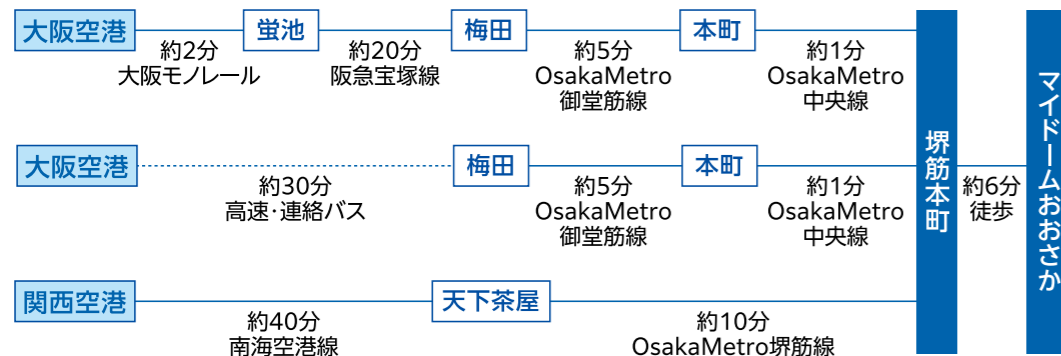 大阪空港
約2分
大阪モノレール
蛍池
約20分
阪急宝塚線
梅田
約5分
OsakaMetro
御堂筋線
本町
約1分
OsakaMetro
中央線
大阪空港
約30分
高速・連絡バス
梅田
約5分
OsakaMetro
御堂筋線
本町
約1分
OsakaMetro
中央線
関西空港
約40分
南海空港線
天下茶屋
約10分
OsakaMetro堺筋線
堺筋本町
約6分
徒歩
マイドームおおさか